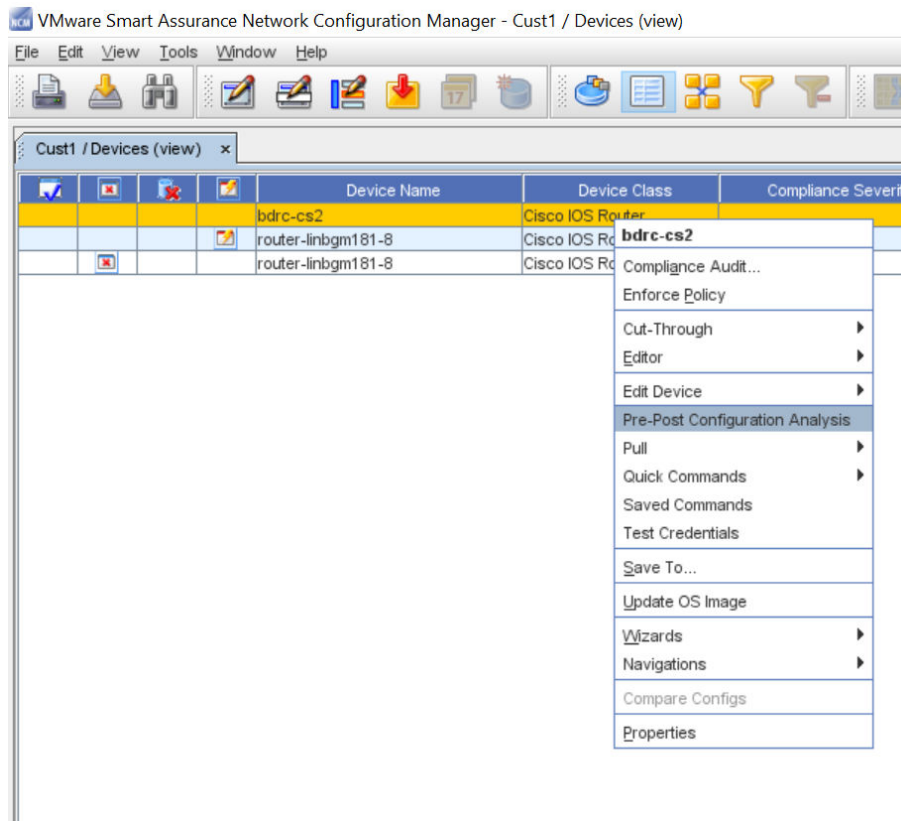 NCM VMware Smart Assurance Network Configuration Manager - Cust1 / Devices (view)
File Edit View Tools Window Help
17
Cust1 / Devices (view) x
Device Name Device Class Compliance Severi
bdrc-cs2 Cisco IOS Router
router-linbgm181-8 Cisco IOS Ro
router-linbgm181-8 Cisco IOS Ro
bdrc-cs2
Compliance Audit...
Enforce Policy
Cut-Through
Editor
Edit Device
Pre-Post Configuration Analysis
Pull
Quick Commands
Saved Commands
Test Credentials
Save To...
Update OS Image
Wizards
Navigations
Compare Configs
Properties